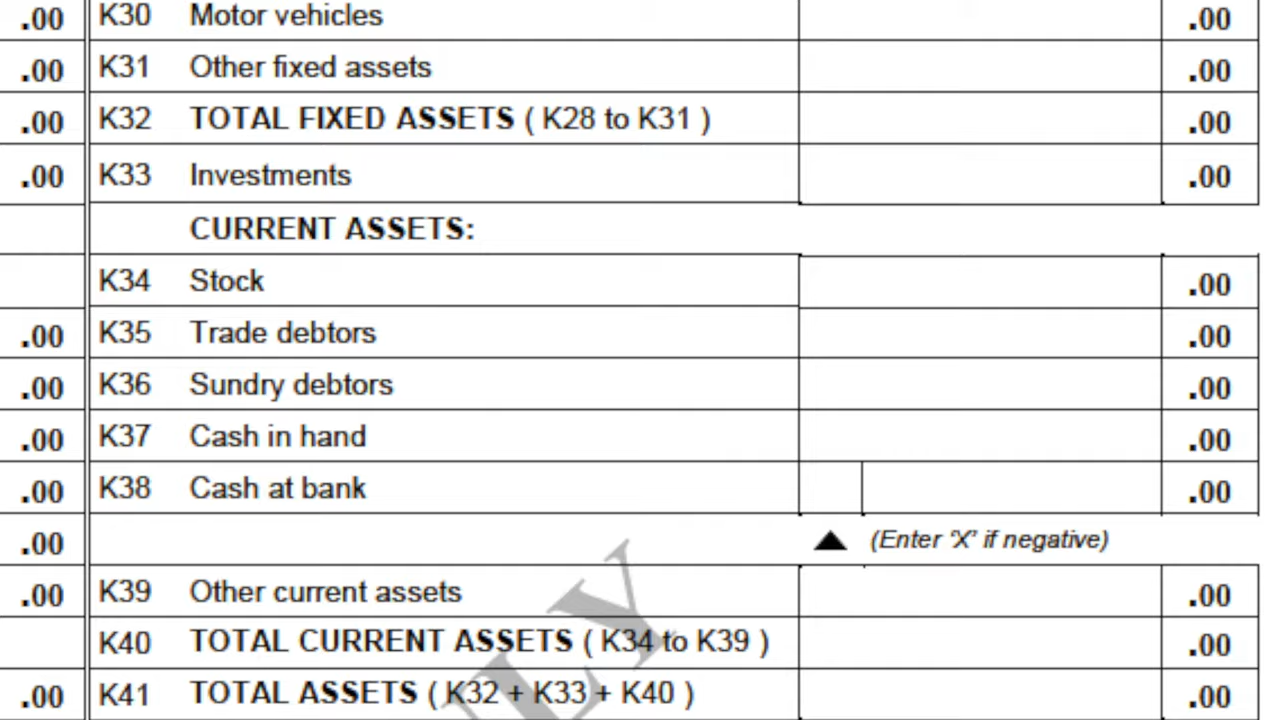 .00 K30 Motor vehicles .00
.00 K31 Other fixed assets .00
.00 K32 TOTAL FIXED ASSETS ( K28 to K31 ) .00
.00 K33 Investments .00
CURRENT ASSETS:
K34 Stock .00
.00 K35 Trade debtors .00
.00 K36 Sundry debtors .00
.00 K37 Cash in hand .00
.00 K38 Cash at bank .00
.00 ▲ (Enter 'X' if negative)
.00 K39 Other current assets .00
K40 TOTAL CURRENT ASSETS ( K34 to K39 ) .00
.00 K41 TOTAL ASSETS ( K32 + K33 + K40 ) .00
LY